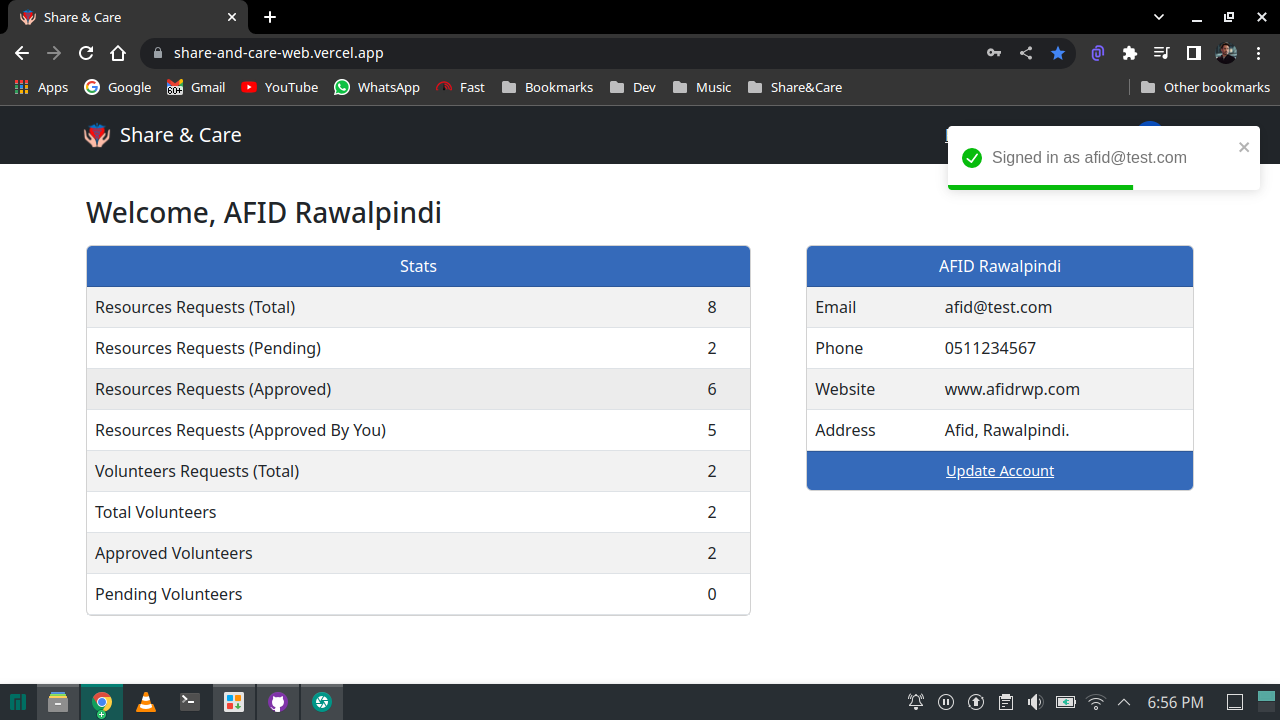 Share & Care
share-and-care-web.vercel.app
Apps Google Gmail YouTube WhatsApp Fast Bookmarks Dev Music Share&Care Other bookmarks
60+
Share & Care
Signed in as afid@test.com
Welcome, AFID Rawalpindi
Stats
Resources Requests (Total) 8
Resources Requests (Pending) 2
Resources Requests (Approved) 6
Resources Requests (Approved By You) 5
Volunteers Requests (Total) 2
Total Volunteers 2
Approved Volunteers 2
Pending Volunteers 0
AFID Rawalpindi
Email afid@test.com
Phone 0511234567
Website www.afidrwp.com
Address Afid, Rawalpindi.
Update Account
6:56 PM